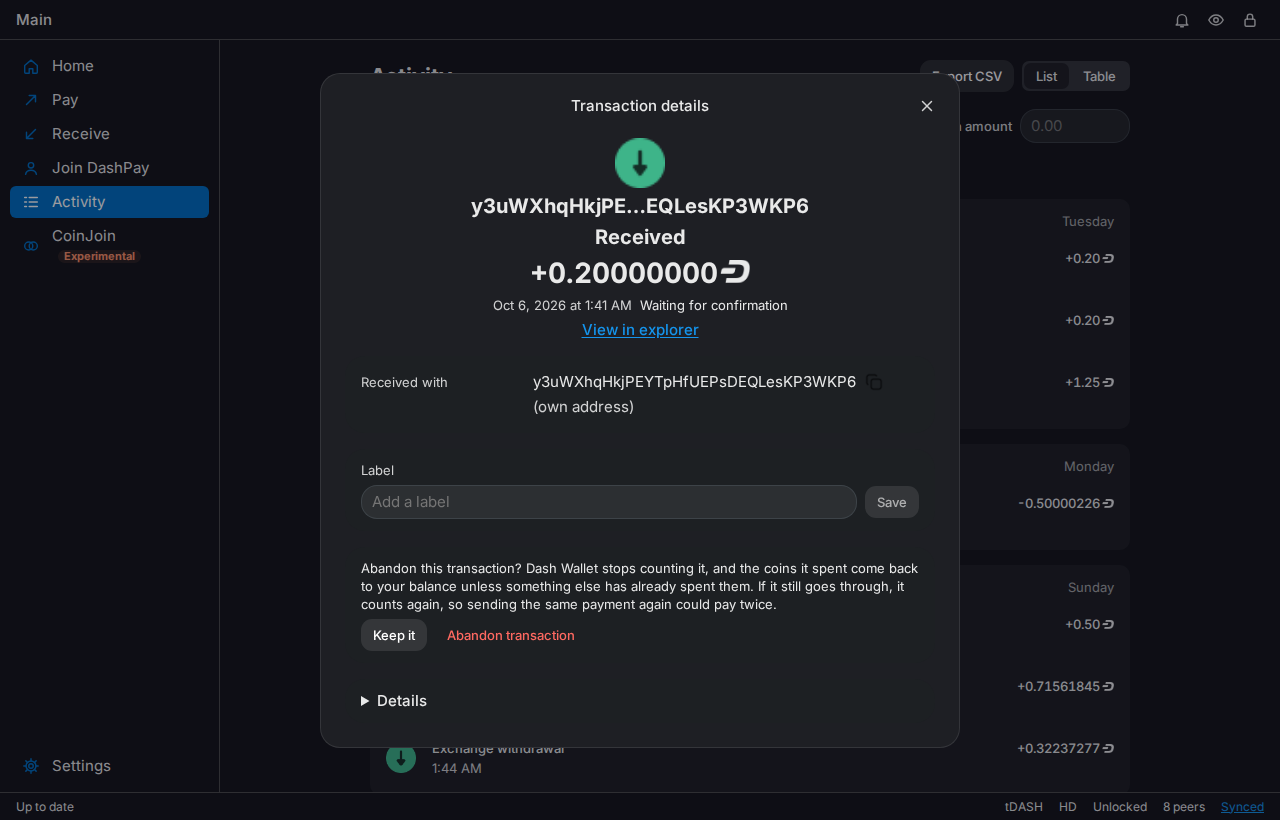 Main
Home
Pay
Receive
Join DashPay
Activity
CoinJoin
Experimental
Settings
Activity
Export CSV
List
Table
amount
0.00
Transaction details
y3uWXhqHkjPE...EQLesKP3WKP6
Received
+0.20000000
Oct 6, 2026 at 1:41 AM Waiting for confirmation
View in explorer
Received with
y3uWXhqHkjPEYTpHfUEPsDEQLesKP3WKP6
(own address)
Label
Add a label
Save
Abandon this transaction? Dash Wallet stops counting it, and the coins it spent come back
to your balance unless something else has already spent them. If it still goes through, it
counts again, so sending the same payment again could pay twice.
Keep it
Abandon transaction
Details
Tuesday
+0.20
+0.20
+1.25
Monday
-0.50000226
Sunday
+0.50
+0.71561845
Exchange withdrawal
1:44 AM
+0.32237277
Up to date
tDASH
HD
Unlocked
8 peers
Synced